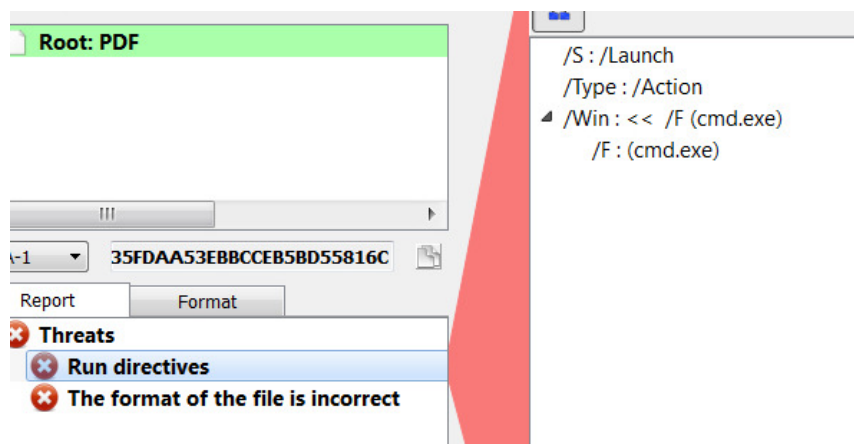 Root: PDF
35FDAA53EBBCCEB5BD55816C
Report Format
Threats
Run directives
The format of the file is incorrect
/S : /Launch
/Type : /Action
/Win : << /F (cmd.exe)
/F : (cmd.exe)